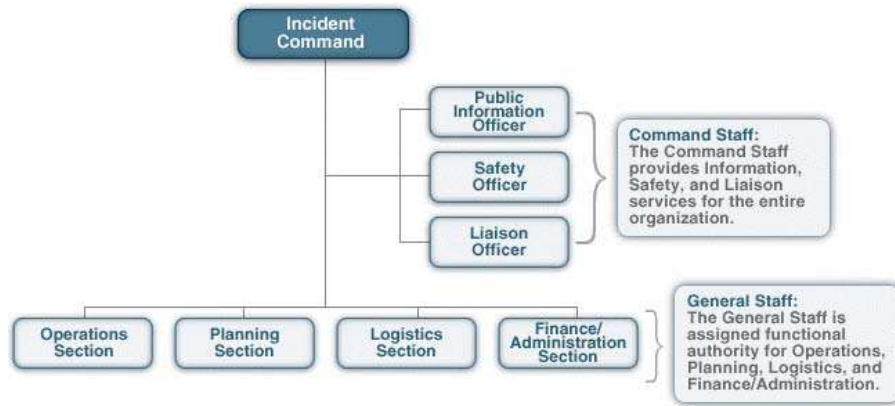 Incident
Command
Public
Information
Officer
Safety
Officer
Liaison
Officer
Command Staff:
The Command Staff
provides Information,
Safety, and Liaison
services for the entire
organization.
Operations
Section
Planning
Section
Logistics
Section
Finance/
Administration
Section
General Staff:
The General Staff is
assigned functional
authority for Operations,
Planning, Logistics, and
Finance/Administration.